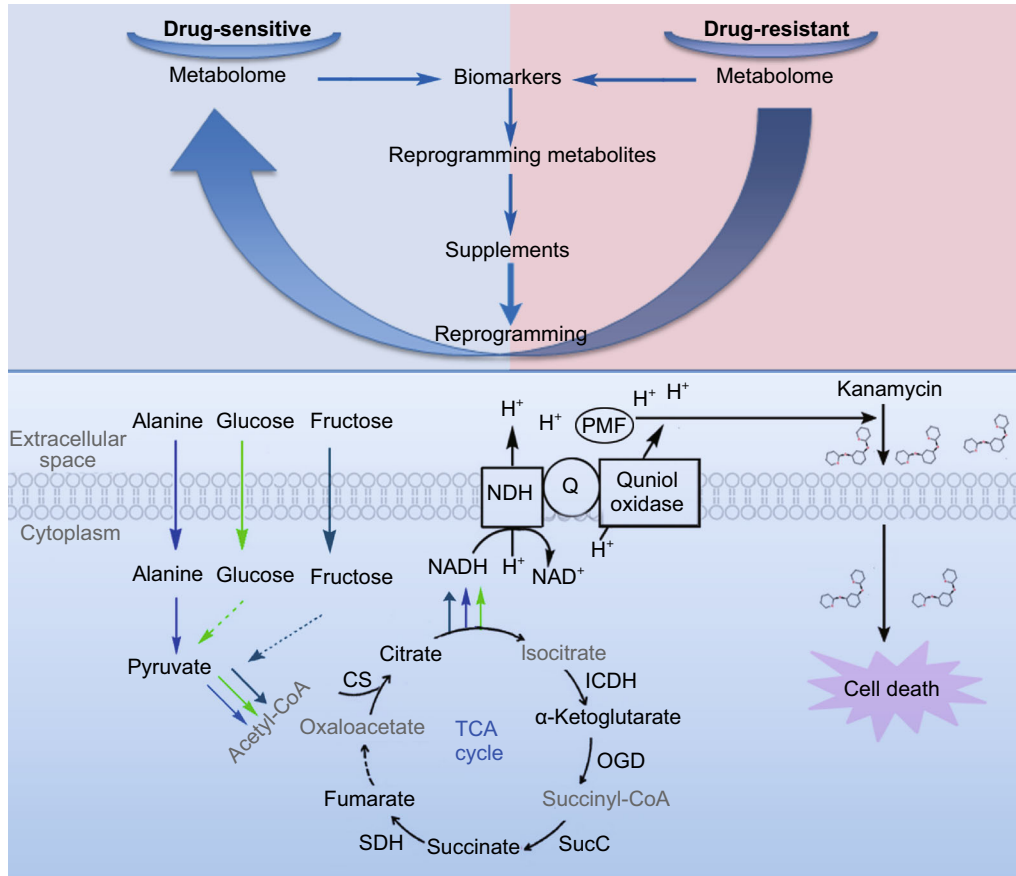 Drug-sensitive
Drug-resistant
Metabolome
Biomarkers
Metabolome
Reprogramming metabolites
Supplements
Reprogramming
Kanamycin
H+
H+
H+
H+
PMF
Alanine
Glucose
Fructose
Extracellular
space
NDH
Q
Quniol
oxidase
Cytoplasm
H+
NADH
H+
NAD+
Alanine
Glucose
Fructose
Pyruvate
Acetyl-CoA
Citrate
Isocitrate
CS
ICDH
Oxaloacetate
TCA
cycle
α-Ketoglutarate
OGD
Fumarate
Succinyl-CoA
SDH
Succinate
SucC
Cell death